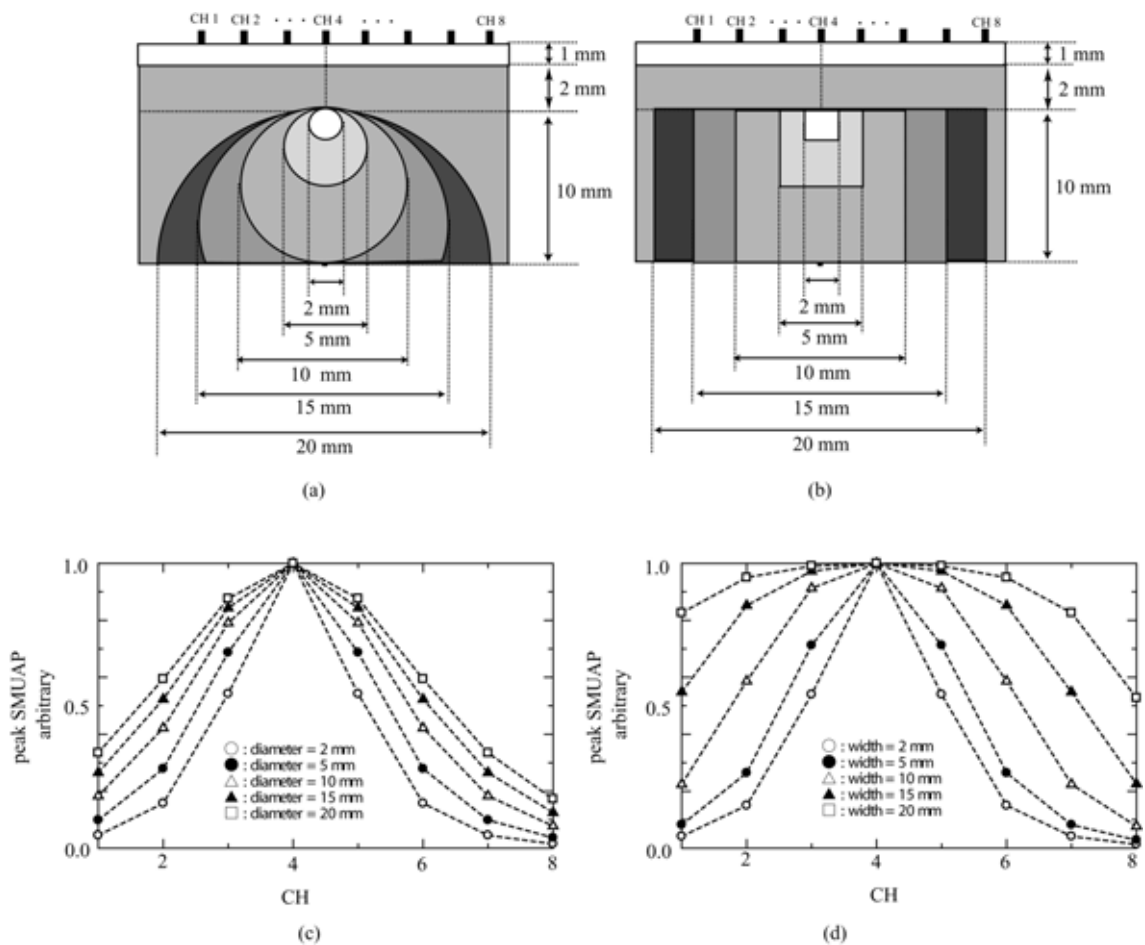 CH 1 CH 2 · · · CH 4 · · · CH 8
1 mm
2 mm
10 mm
2 mm
5 mm
10 mm
15 mm
20 mm
(a)
CH 1 CH 2 · · · CH 4 · · · CH 8
1 mm
2 mm
10 mm
2 mm
5 mm
10 mm
15 mm
20 mm
(b)
peak SMUAP
arbitrary
1.0
0.5
0.0
○ : diameter = 2 mm
● : diameter = 5 mm
△ : diameter = 10 mm
▲ : diameter = 15 mm
□ : diameter = 20 mm
2 4 6 8
CH
(c)
peak SMUAP
arbitrary
1.0
0.5
0.0
○ : width = 2 mm
● : width = 5 mm
△ : width = 10 mm
▲ : width = 15 mm
□ : width = 20 mm
2 4 6 8
CH
(d)